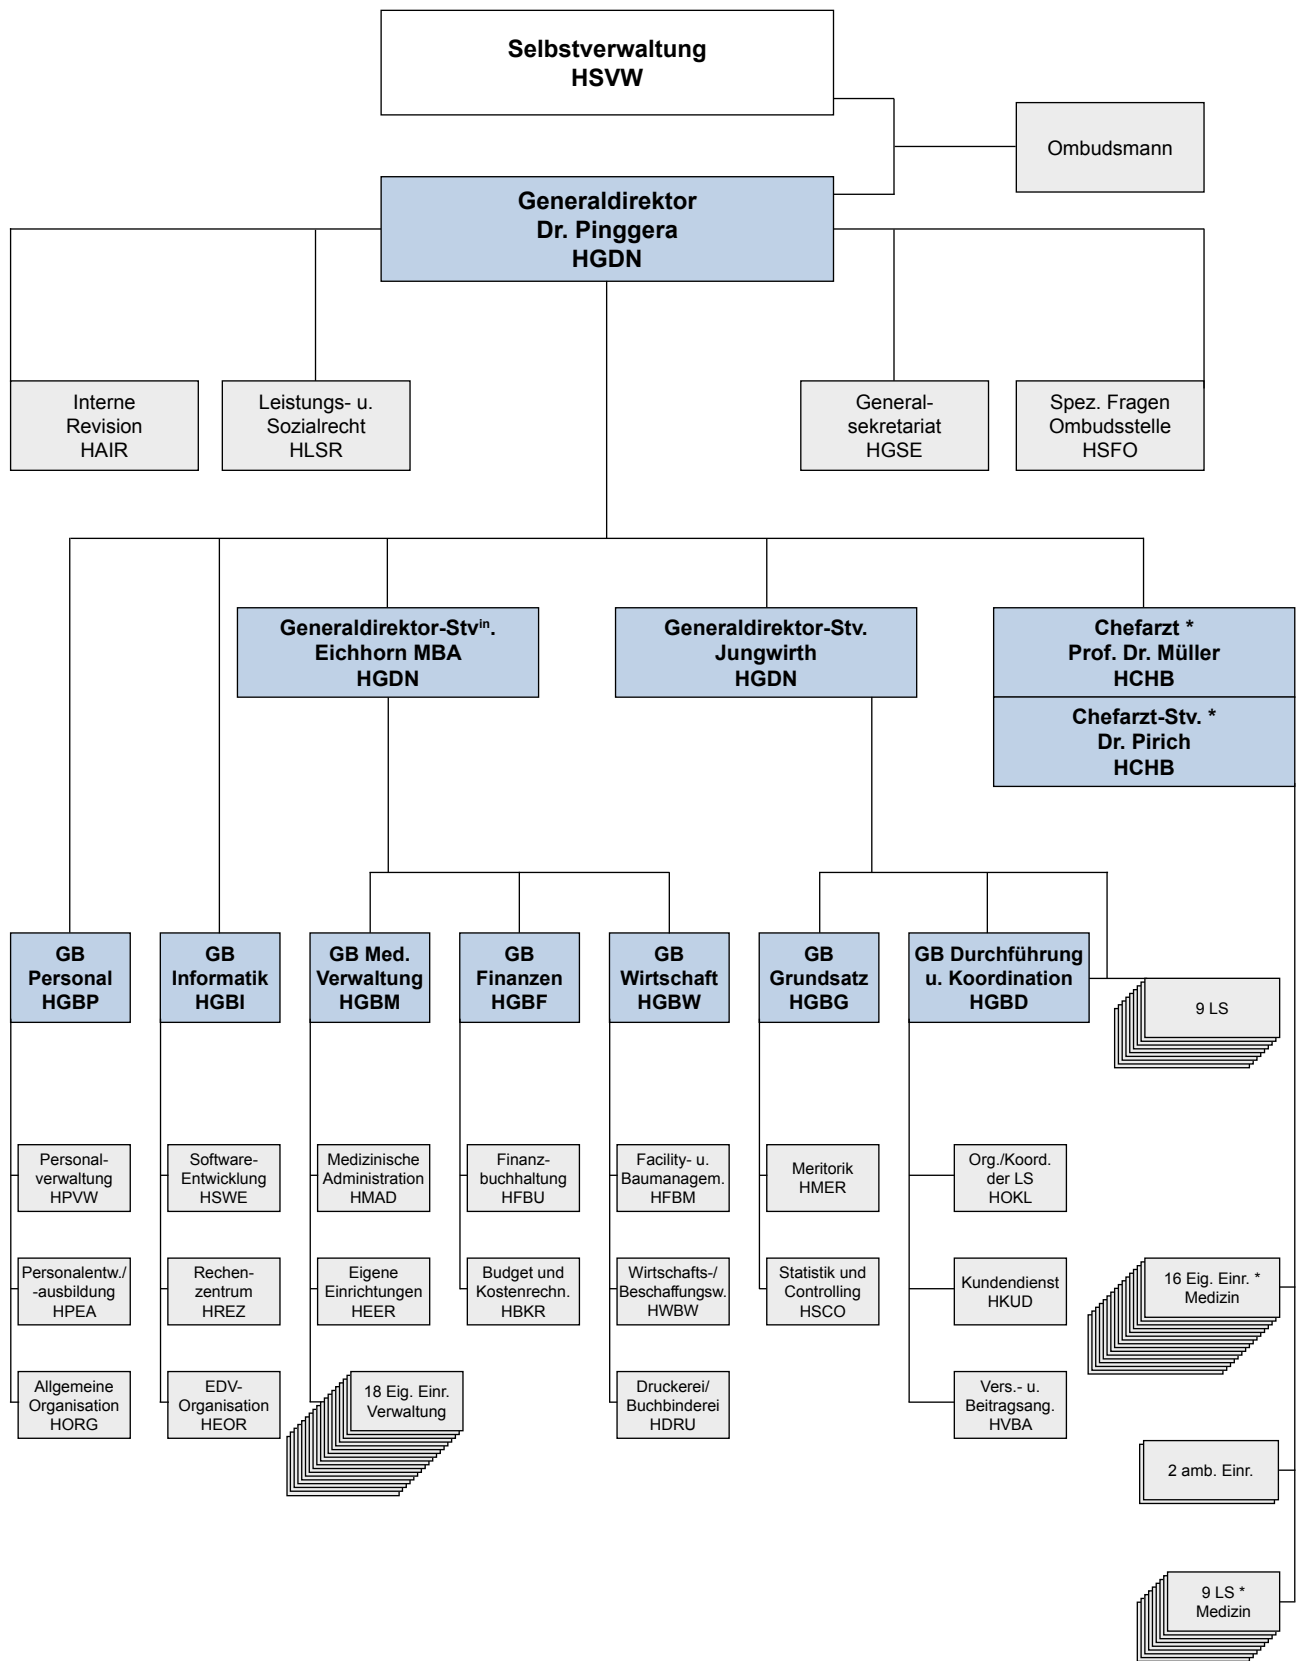 Selbstverwaltung
HSVW
Ombudsmann
Generaldirektor
Dr. Pinggera
HGDN
Interne
Revision
HAIR
Leistungs- u.
Sozialrecht
HLSR
General-
sekretariat
HGSE
Spez. Fragen
Ombudsstelle
HSFO
Generaldirektor-Stvin.
Eichhorn MBA
HGDN
Generaldirektor-Stv.
Jungwirth
HGDN
Chefarzt *
Prof. Dr. Müller
HCHB
Chefarzt-Stv. *
Dr. Pirich
HCHB
GB
Personal
HGBP
GB
Informatik
HGBI
GB Med.
Verwaltung
HGBM
GB
Finanzen
HGBF
GB
Wirtschaft
HGBW
GB
Grundsatz
HGBG
GB Durchführung
u. Koordination
HGBD
9 LS
Personal-
verwaltung
HPVW
Software-
Entwicklung
HSWE
Medizinische
Administration
HMAD
Finanz-
buchhaltung
HFBU
Facility- u.
Baumanagem.
HFBM
Meritorik
HMER
Org./Koord.
der LS
HOKL
Personalentw./
-ausbildung
HPEA
Rechen-
zentrum
HREZ
Eigene
Einrichtungen
HEER
Budget und
Kostenrechn.
HBKR
Wirtschafts-/
Beschaffungsw.
HWBW
Statistik und
Controlling
HSCO
Kundendienst
HKUD
16 Eig. Einr. *
Medizin
Allgemeine
Organisation
HORG
EDV-
Organisation
HEOR
18 Eig. Einr.
Verwaltung
Druckerei/
Buchbinderei
HDRU
Vers.- u.
Beitragsang.
HVBA
2 amb. Einr.
9 LS *
Medizin